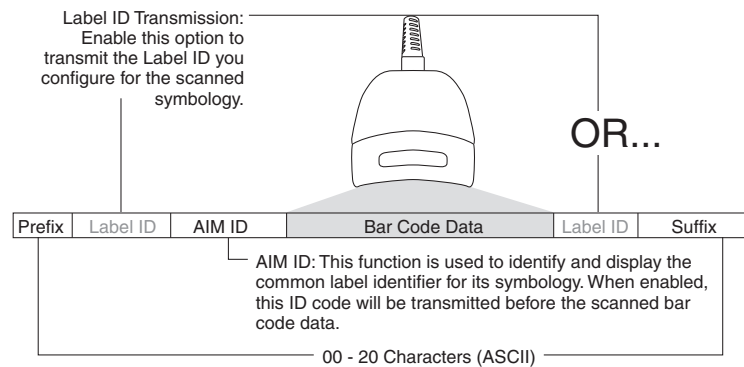 Label ID Transmission:
Enable this option to
transmit the Label ID you
configure for the scanned
symbology.
OR...
Prefix Label ID AIM ID Bar Code Data Label ID Suffix
AIM ID: This function is used to identify and display the
common label identifier for its symbology. When enabled,
this ID code will be transmitted before the scanned bar
code data.
00 - 20 Characters (ASCII)